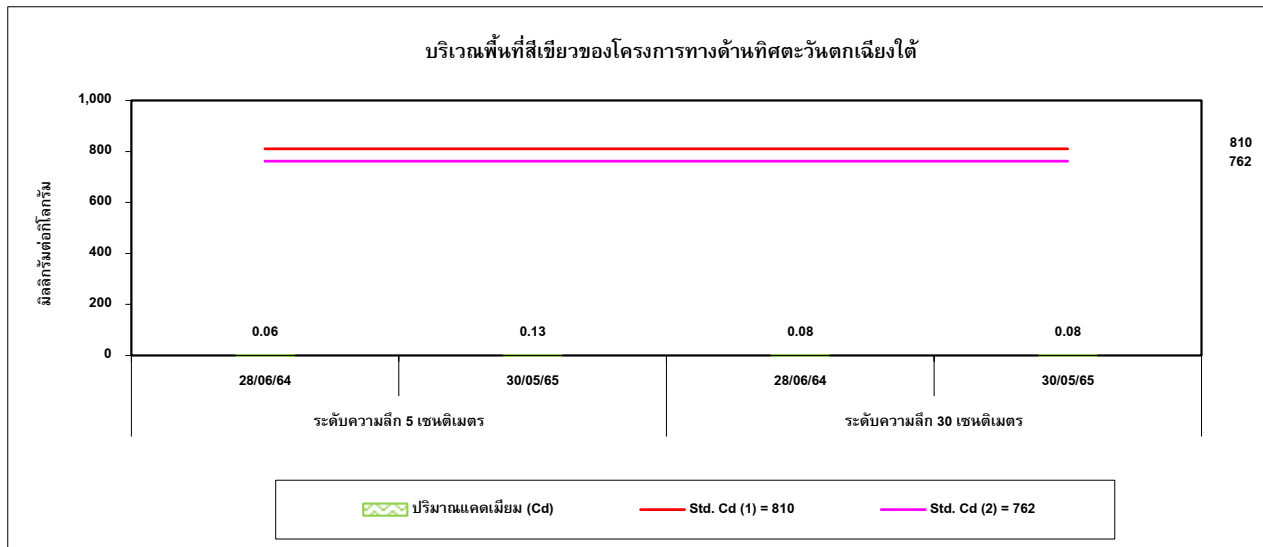 บริเวณพื้นที่สีเขียวของโครงการทางด้านทิศตะวันตกเฉียงใต้
มิลลิกรัมต่อกิโลกรัม
1,000
800
600
400
200
0
810
762
0.06 0.13 0.08 0.08
28/06/64 30/05/65 28/06/64 30/05/65
ระดับความลึก 5 เซนติเมตร ระดับความลึก 30 เซนติเมตร
ปริมาณแคดเมียม (Cd) Std. Cd (1) = 810 Std. Cd (2) = 762